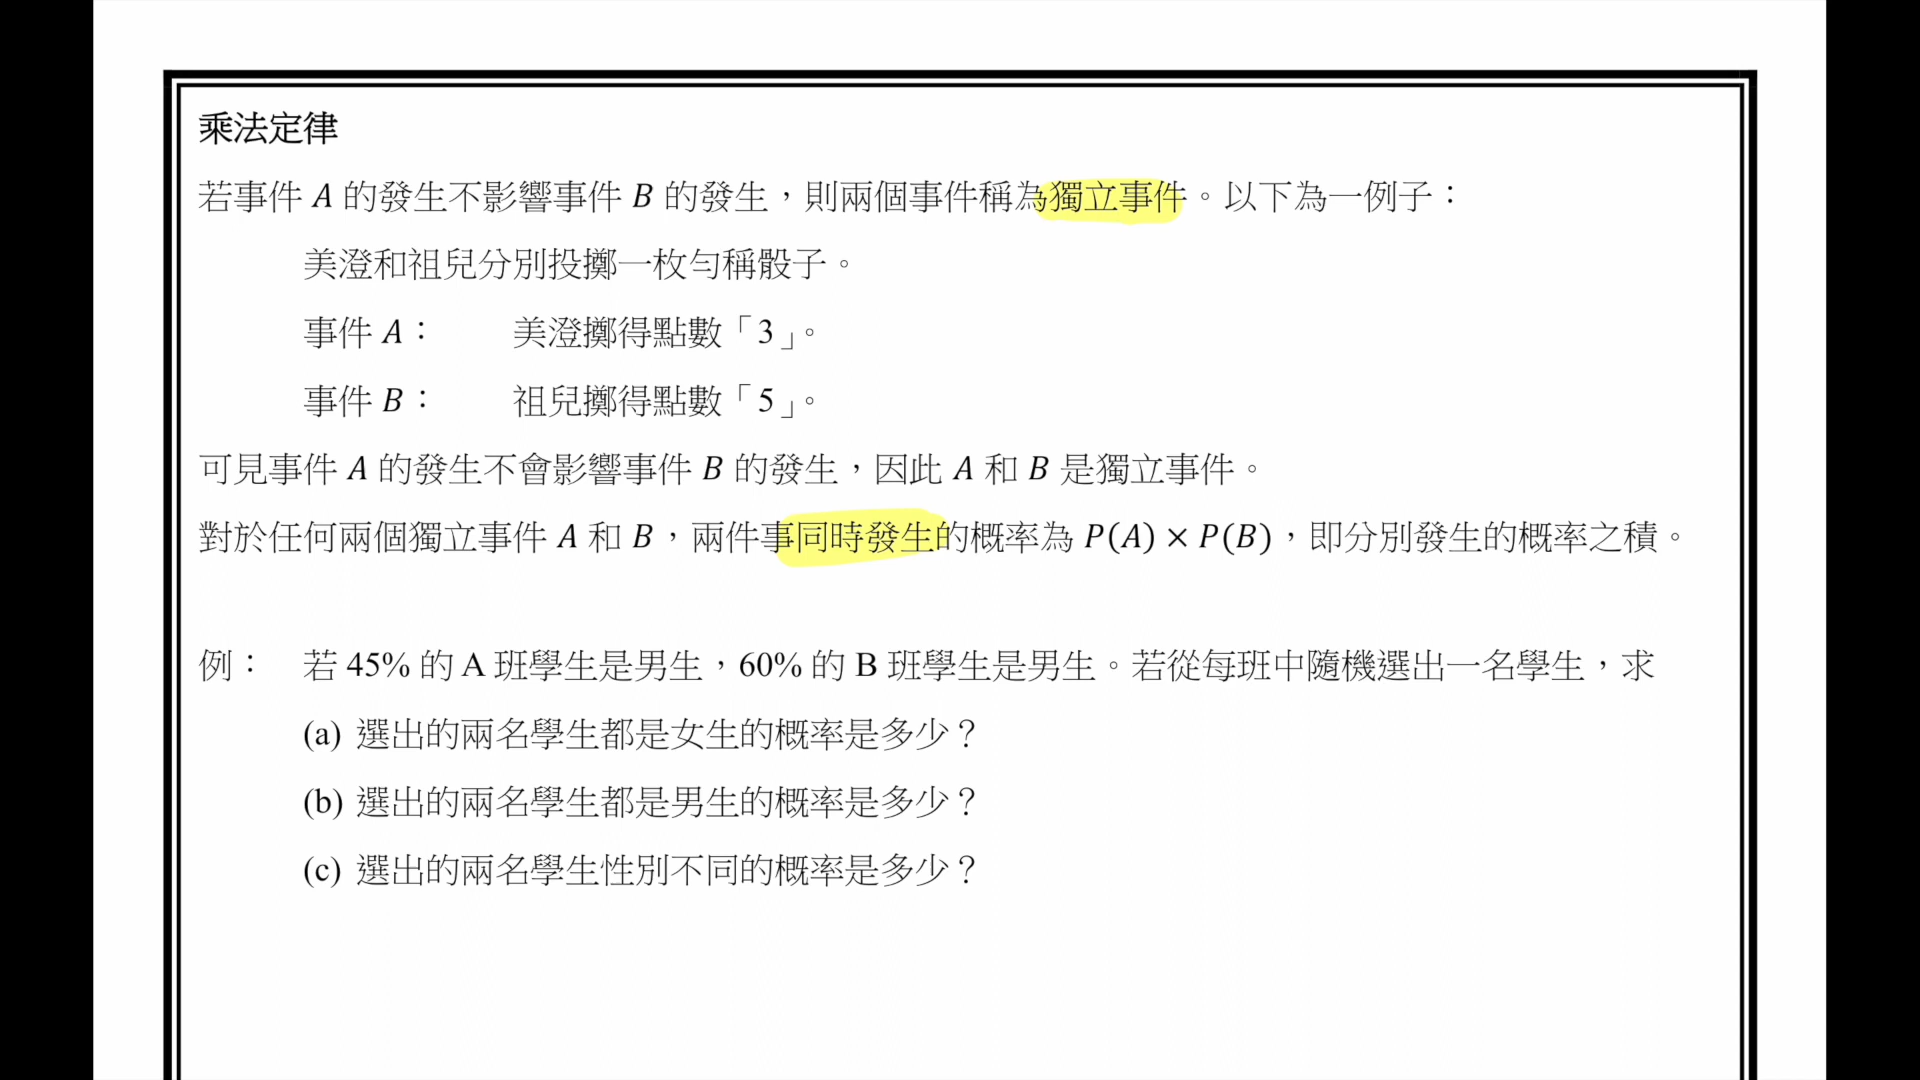 乘法定律
若事件 A 的發生不影響事件 B 的發生，則兩個事件稱為獨立事件。以下為一例子：
美澄和祖兒分別投擲一枚勻稱骰子。
事件 A： 美澄擲得點數「3」。
事件 B： 祖兒擲得點數「5」。
可見事件 A 的發生不會影響事件 B 的發生，因此 A 和 B 是獨立事件。
對於任何兩個獨立事件 A 和 B，兩件事同時發生的概率為 P(A) × P(B)，即分別發生的概率之積。
例： 若 45% 的 A 班學生是男生，60% 的 B 班學生是男生。若從每班中隨機選出一名學生，求
(a) 選出的兩名學生都是女生的概率是多少？
(b) 選出的兩名學生都是男生的概率是多少？
(c) 選出的兩名學生性別不同的概率是多少？